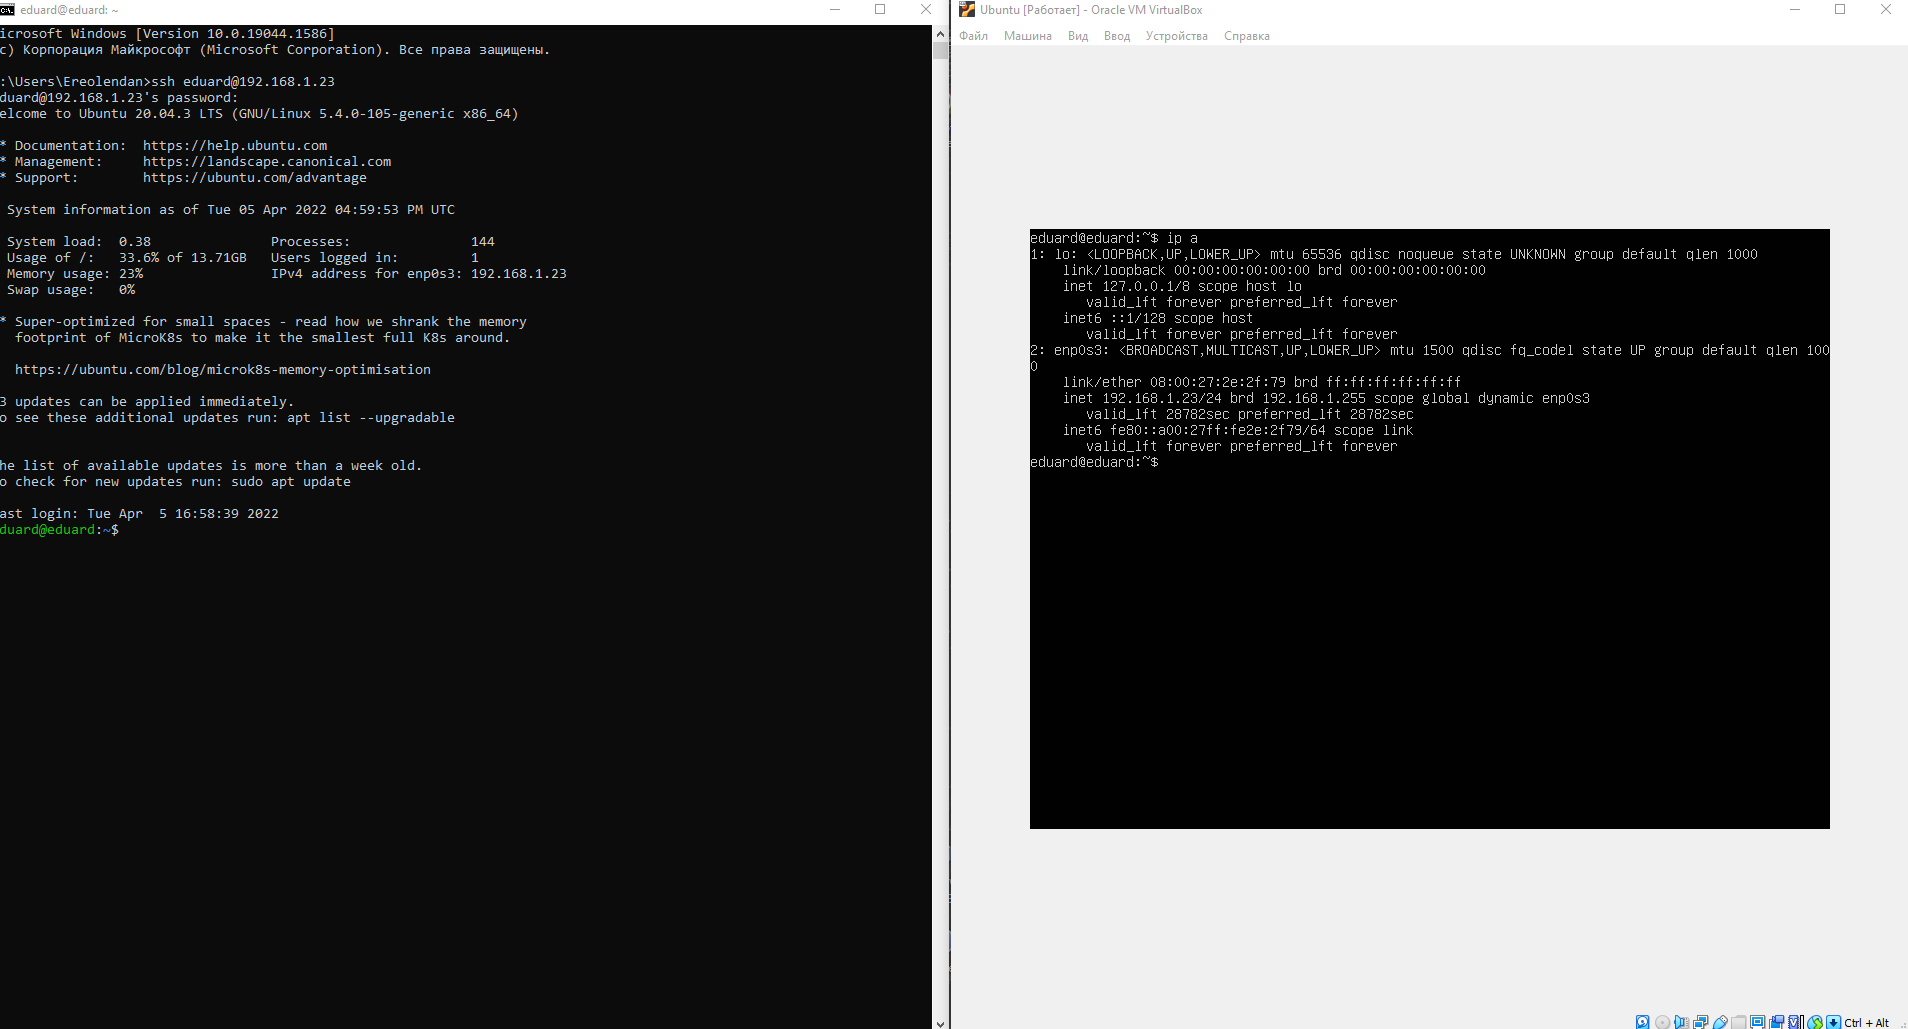 eduard@eduard: ~
icrosoft Windows [Version 10.0.19044.1586]
c) Корпорация Майкрософт (Microsoft Corporation). Все права защищены.
:\Users\Ereolendan>ssh eduard@192.168.1.23
duard@192.168.1.23's password:
elcome to Ubuntu 20.04.3 LTS (GNU/Linux 5.4.0-105-generic x86_64)
* Documentation:  https://help.ubuntu.com
* Management:     https://landscape.canonical.com
* Support:        https://ubuntu.com/advantage
System information as of Tue 05 Apr 2022 04:59:53 PM UTC
System load:  0.38               Processes:               144
Usage of /:   33.6% of 13.71GB   Users logged in:         1
Memory usage: 23%                IPv4 address for enp0s3: 192.168.1.23
Swap usage:   0%
* Super-optimized for small spaces - read how we shrank the memory
footprint of MicroK8s to make it the smallest full K8s around.
https://ubuntu.com/blog/microk8s-memory-optimisation
3 updates can be applied immediately.
o see these additional updates run: apt list --upgradable
he list of available updates is more than a week old.
o check for new updates run: sudo apt update
ast login: Tue Apr  5 16:58:39 2022
duard@eduard:~$
Ubuntu [Работает] - Oracle VM VirtualBox
Файл Машина Вид Ввод Устройства Справка
eduard@eduard:~$ ip a
1: lo: <LOOPBACK,UP,LOWER_UP> mtu 65536 qdisc noqueue state UNKNOWN group default qlen 1000
link/loopback 00:00:00:00:00:00 brd 00:00:00:00:00:00
inet 127.0.0.1/8 scope host lo
valid_lft forever preferred_lft forever
inet6 ::1/128 scope host
valid_lft forever preferred_lft forever
2: enp0s3: <BROADCAST,MULTICAST,UP,LOWER_UP> mtu 1500 qdisc fq_codel state UP group default qlen 100
0
link/ether 08:00:27:2e:2f:79 brd ff:ff:ff:ff:ff:ff
inet 192.168.1.23/24 brd 192.168.1.255 scope global dynamic enp0s3
valid_lft 28782sec preferred_lft 28782sec
inet6 fe80::a00:27ff:fe2e:2f79/64 scope link
valid_lft forever preferred_lft forever
eduard@eduard:~$
Ctrl + Alt